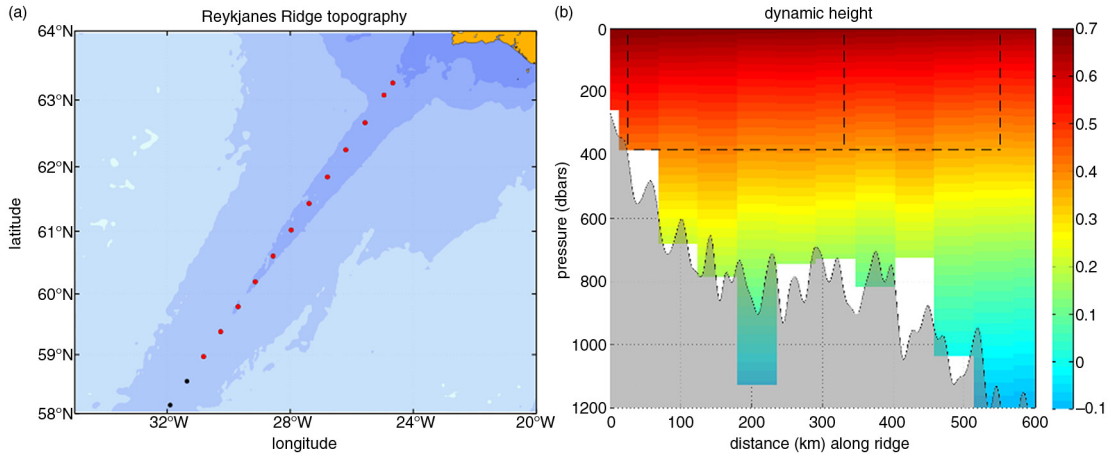 (a)
Reykjanes Ridge topography
64°N
63°N
62°N
61°N
60°N
59°N
58°N
latitude
32°W
28°W
24°W
20°W
longitude
(b)
dynamic height
0
200
400
600
800
1000
1200
pressure (dbars)
0
100
200
300
400
500
600
distance (km) along ridge
0.7
0.6
0.5
0.4
0.3
0.2
0.1
0
−0.1